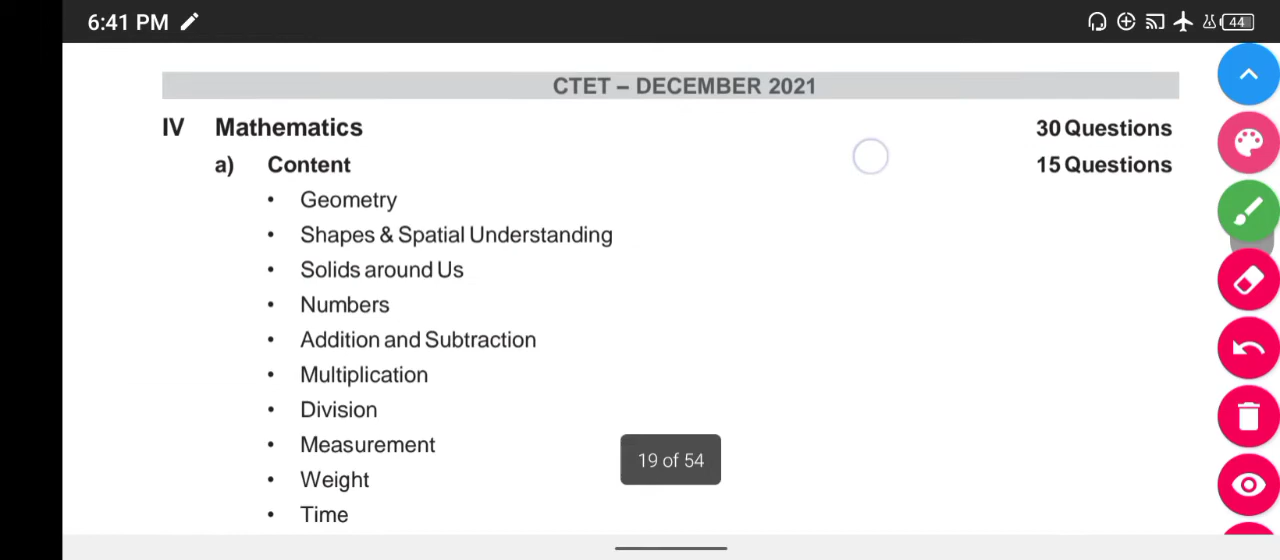 6:41 PM
44
CTET – DECEMBER 2021
IV Mathematics 30 Questions
a) Content 15 Questions
• Geometry
• Shapes & Spatial Understanding
• Solids around Us
• Numbers
• Addition and Subtraction
• Multiplication
• Division
• Measurement
19 of 54
• Weight
• Time